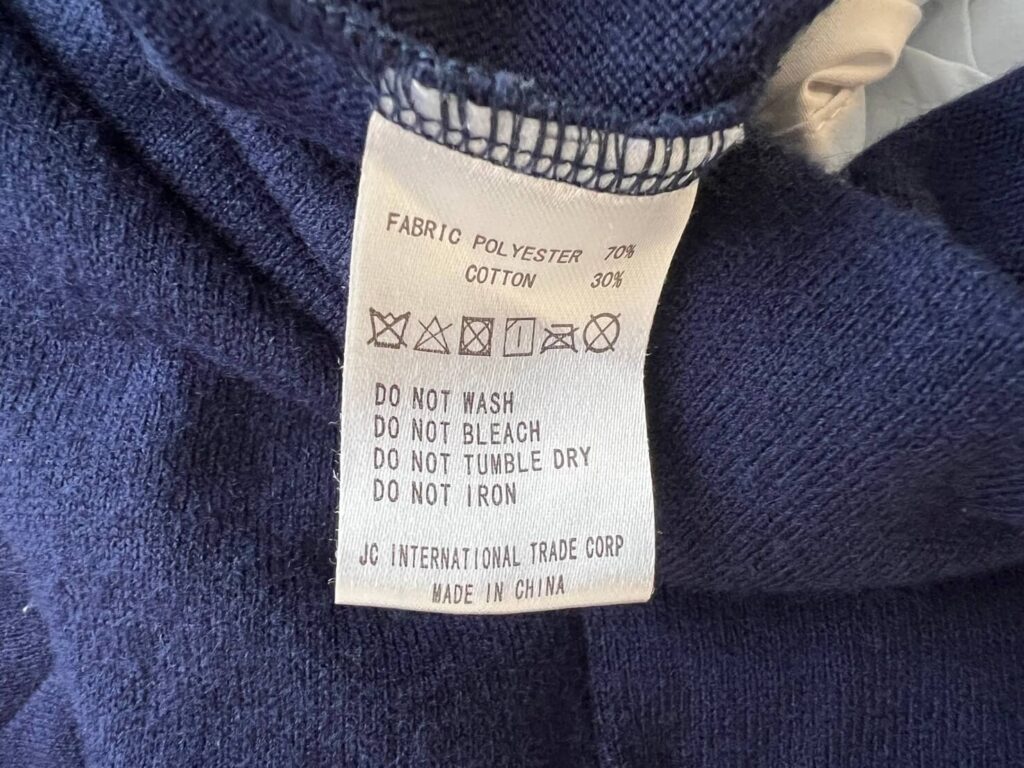 FABRIC POLYESTER 70%
COTTON 30%
DO NOT WASH
DO NOT BLEACH
DO NOT TUMBLE DRY
DO NOT IRON
JC INTERNATIONAL TRADE CORP
MADE IN CHINA